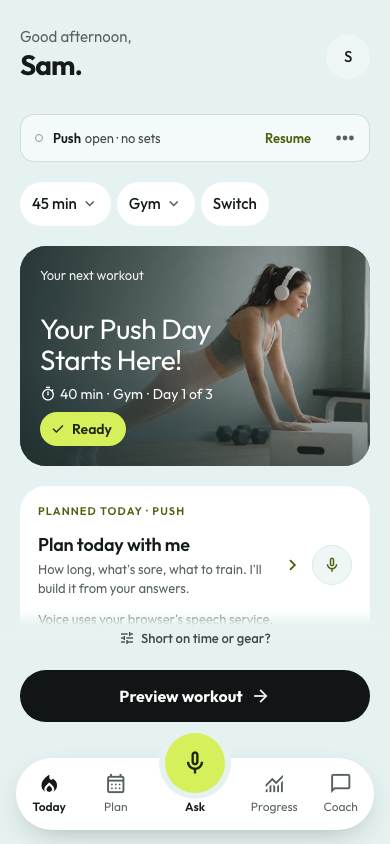 Good afternoon,
Sam.
S
Push open · no sets
Resume
45 min
Gym
Switch
Your next workout
Your Push Day
Starts Here!
40 min · Gym · Day 1 of 3
Ready
PLANNED TODAY · PUSH
Plan today with me
How long, what's sore, what to train. I'll
build it from your answers.
Voice uses your browser's speech service.
Short on time or gear?
Preview workout
Today
Plan
Ask
Progress
Coach